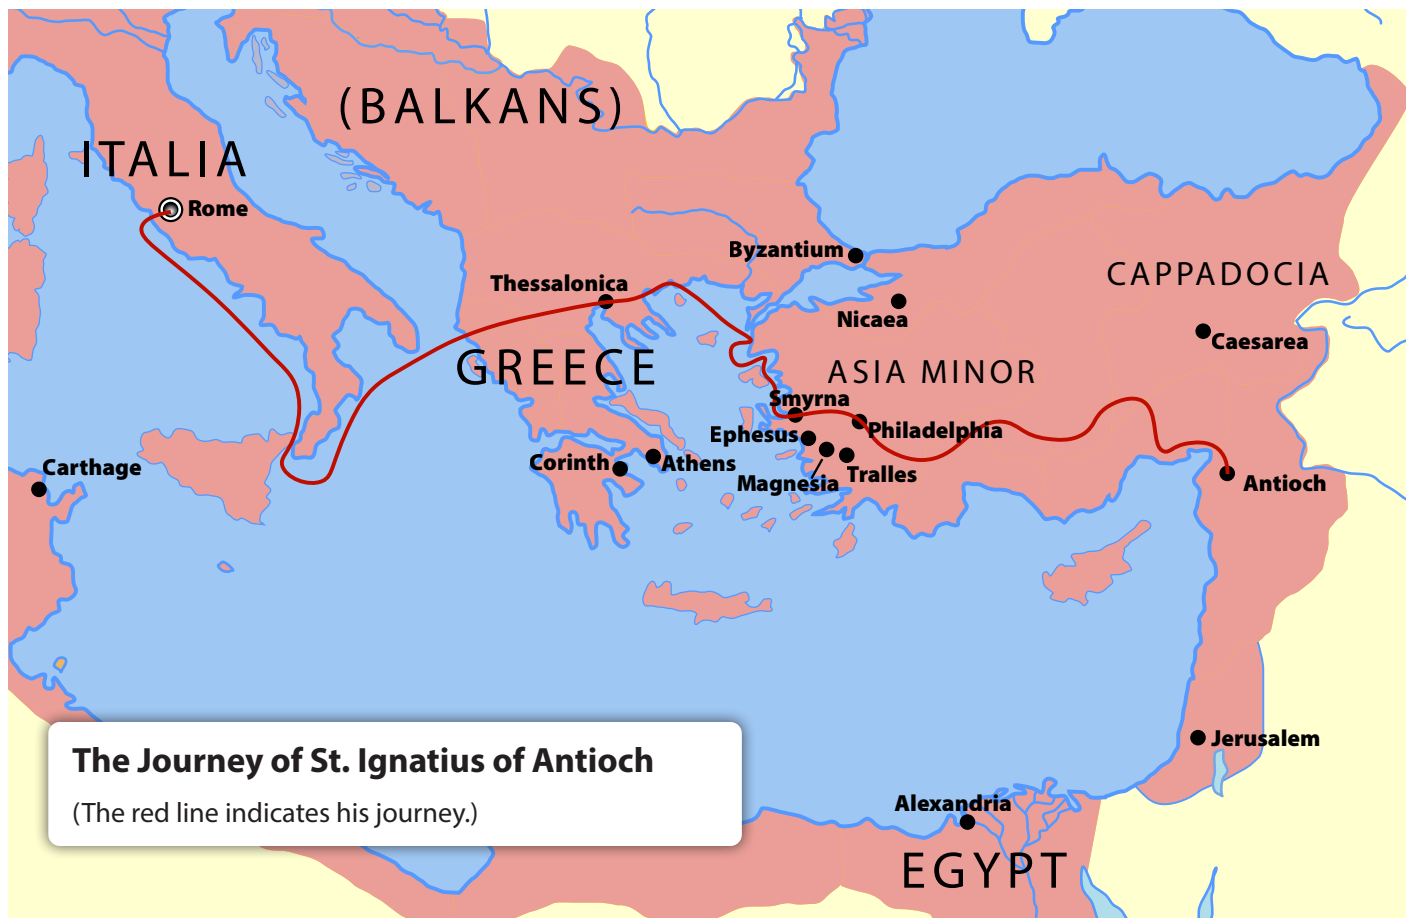 (BALKANS)
ITALIA
Rome
Byzantium
CAPPADOCIA
Thessalonica
Nicaea
Caesarea
GREECE
ASIA MINOR
Smyrna
Philadelphia
Ephesus
Corinth
Athens
Carthage
Magnesia
Tralles
Antioch
Jerusalem
The Journey of St. Ignatius of Antioch
(The red line indicates his journey.)
Alexandria
EGYPT